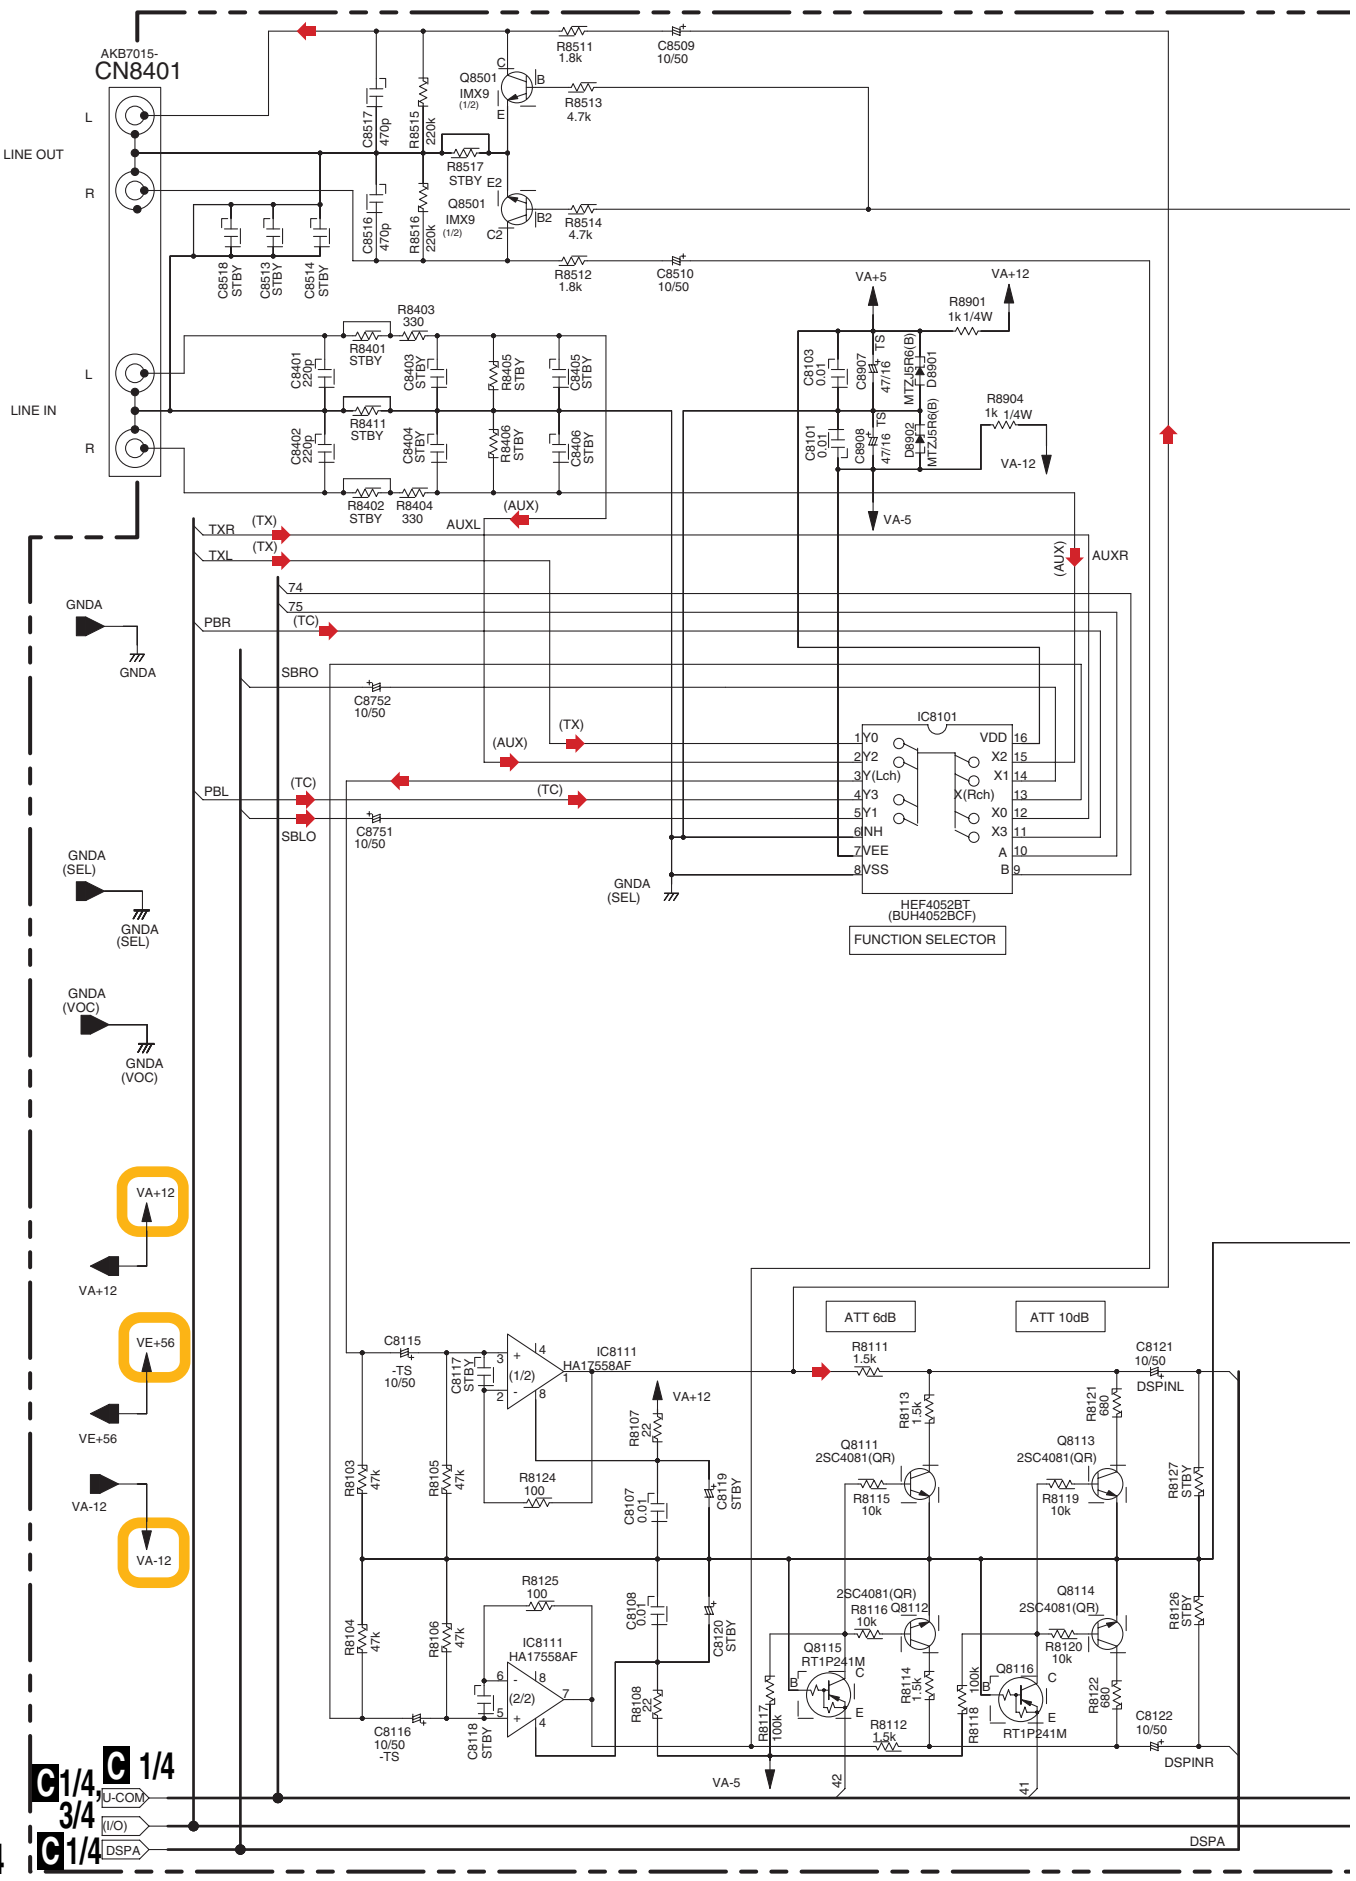 AKB7015-
CN8401
L
LINE OUT
R
L
LINE IN
R
C8517
470p
R8515
220k
Q8501
IMX9
(1/2)
C
B
E
R8511
1.8k
C8509
10/50
R8513
4.7k
R8517
STBY
E2
Q8501
IMX9
(1/2)
B2
C2
R8514
4.7k
C8516
470p
R8516
220k
C8518
STBY
C8513
STBY
C8514
STBY
R8512
1.8k
C8510
10/50
R8403
330
R8401
STBY
C8401
220p
C8403
STBY
R8405
STBY
C8405
STBY
R8411
STBY
C8402
220p
C8404
STBY
R8406
STBY
C8406
STBY
R8402
STBY
R8404
330
VA+5
VA+12
R8901
1k 1/4W
C8103
0.01
C8907
47/16
TS
MTZJ5R6(B)
D8901
R8904
1k 1/4W
C8101
0.01
C8908
47/16
TS
D8902
MTZJ5R6(B)
VA-12
VA-5
(AUX)
AUXL
TXR
(TX)
TXL
(TX)
(AUX)
AUXR
74
75
PBR
(TC)
GNDA
GNDA
SBRO
C8752
10/50
(TX)
(AUX)
(TC)
PBL
(TC)
SBLO
C8751
10/50
IC8101
1 Y0
2 Y2
3 Y(Lch)
4 Y3
5 Y1
6 INH
7 VEE
8 VSS
VDD 16
X2 15
X1 14
X(Rch) 13
X0 12
X3 11
A 10
B 9
HEF4052BT
(BUH4052BCF)
FUNCTION SELECTOR
GNDA
(SEL)
GNDA
(SEL)
GNDA
(SEL)
GNDA
(VOC)
GNDA
(VOC)
VA+12
VA+12
VE+56
VE+56
VA-12
VA-12
C8115
-TS
10/50
C8117
STBY
3
+
(1/2)
-
2
4
8
1
IC8111
HA17558AF
R8103
47k
R8105
47k
R8124
100
R8107
22
VA+12
C8107
0.01
C8119
STBY
ATT 6dB
ATT 10dB
R8111
1.5k
R8113
1.5k
Q8111
2SC4081(QR)
R8115
10k
R8121
680
Q8113
2SC4081(QR)
R8119
10k
C8121
10/50
DSPINL
R8127
STBY
R8104
47k
R8106
47k
R8125
100
IC8111
HA17558AF
6
-
(2/2)
+
5
8
7
4
C8116
10/50
-TS
C8118
STBY
C8108
0.01
C8120
STBY
R8108
22
VA-5
R8117
100k
Q8115
RT1P241M
B
C
E
2SC4081(QR)
Q8112
R8116
10k
R8114
1.5k
R8112
1.5k
R8118
100k
Q8116
RT1P241M
B
C
E
Q8114
2SC4081(QR)
R8120
10k
R8122
680
R8126
STBY
C8122
10/50
DSPINR
42
41
C 1/4
C 1/4,
3/4
U-COM
(I/O)
C 1/4
DSPA
DSPA